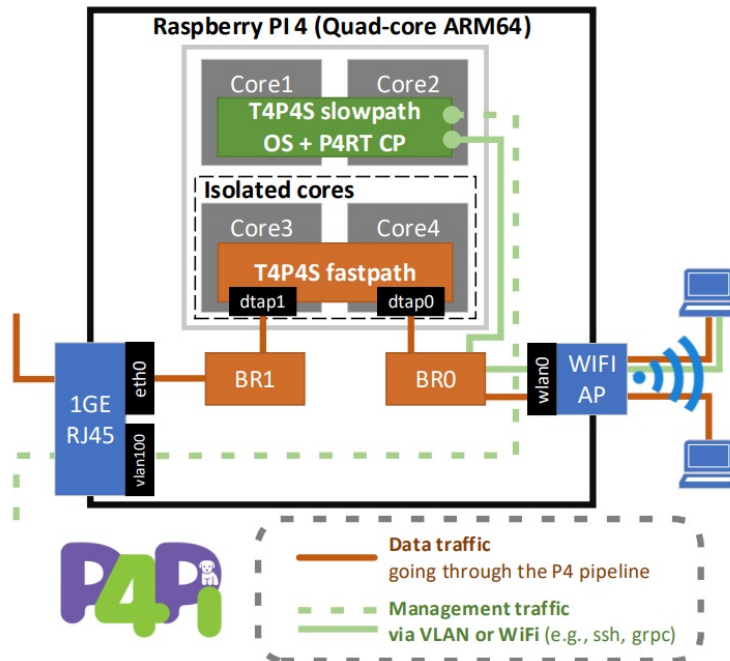 Raspberry PI 4 (Quad-core ARM64)
Core1
Core2
T4P4S slowpath
OS + P4RT CP
Isolated cores
Core3
Core4
T4P4S fastpath
dtap1
dtap0
BR1
BR0
eth0
1GE
RJ45
vlan100
wlan0
WIFI
AP
P4Pi
Data traffic
going through the P4 pipeline
Management traffic
via VLAN or WiFi (e.g., ssh, grpc)